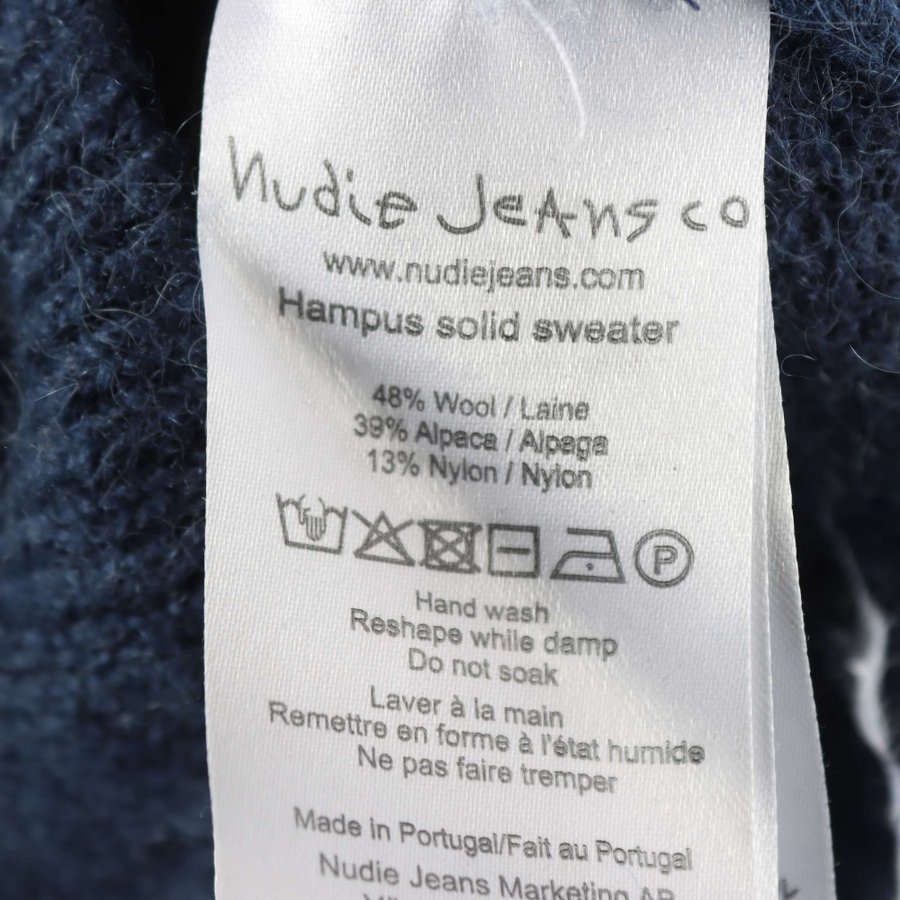 Nudie Jeans co
www.nudiejeans.com
Hampus solid sweater
48% Wool / Laine
39% Alpaca / Alpaga
13% Nylon / Nylon
P
Hand wash
Reshape while damp
Do not soak
Laver à la main
Remettre en forme à l'état humide
Ne pas faire tremper
Made in Portugal/Fait au Portugal
Nudie Jeans Marketing AB